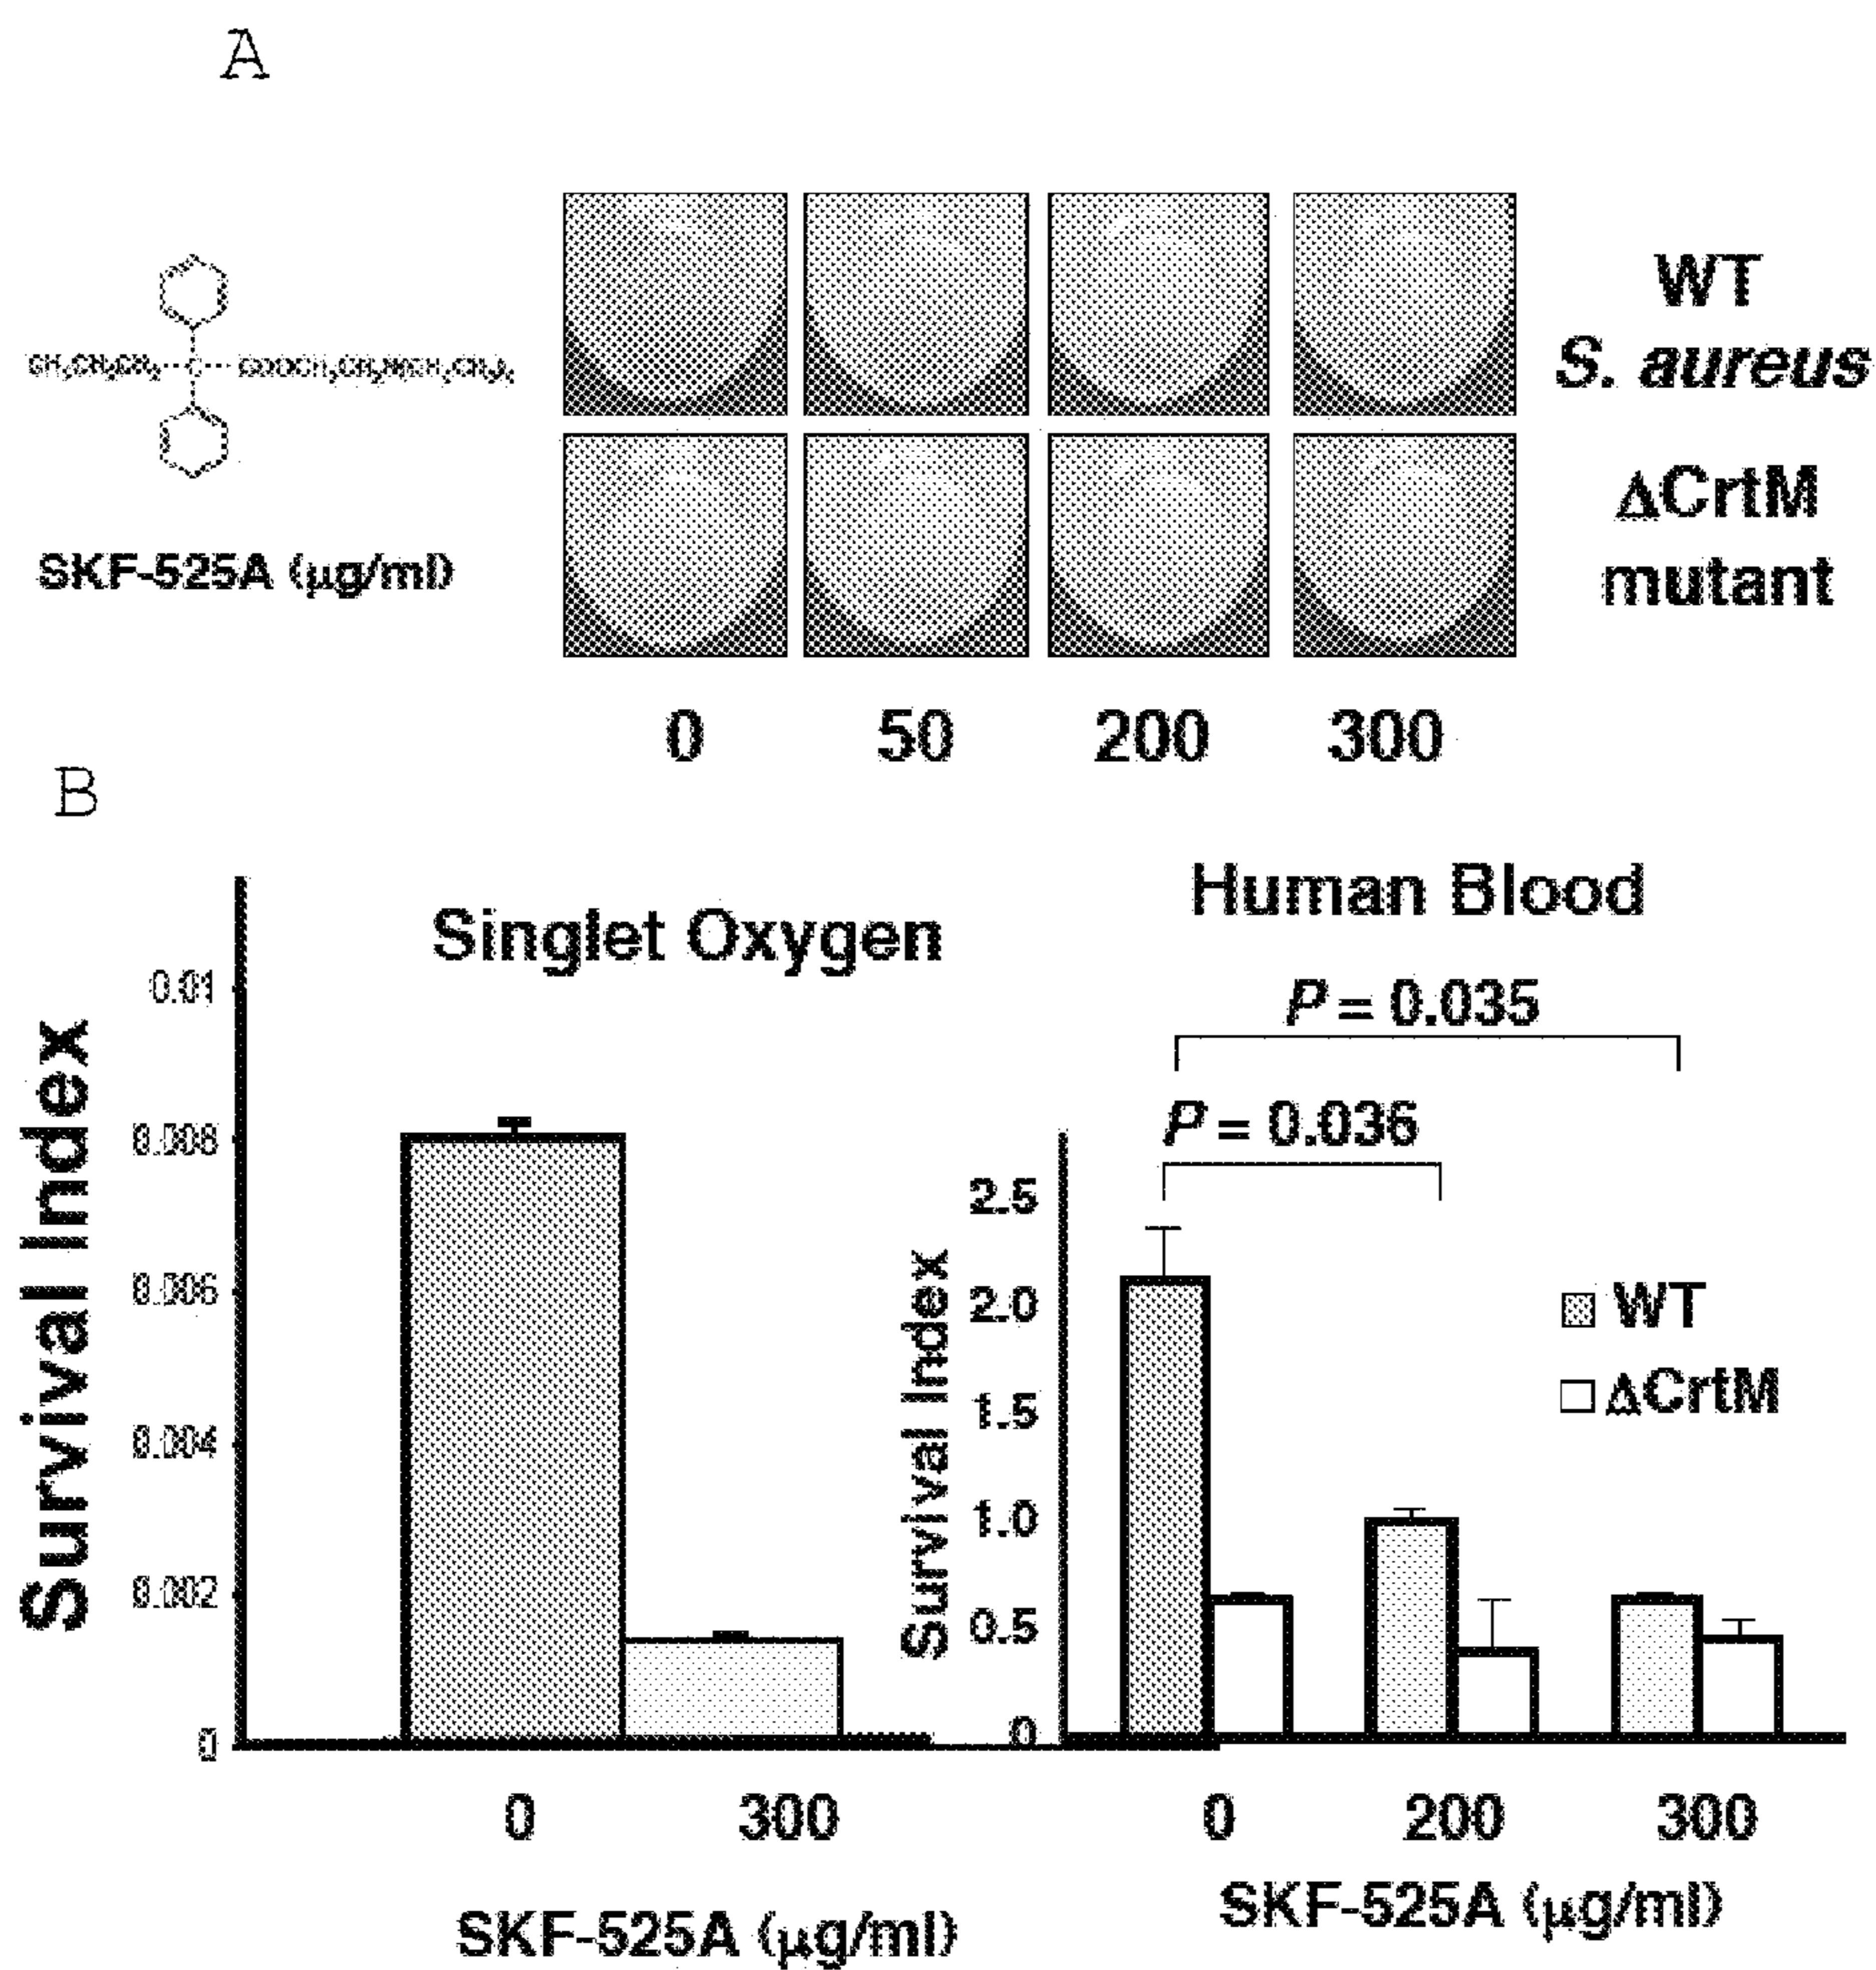 A
WT
S. aureus
ΔCrtM
mutant
SKF-525A (µg/ml)
0 50 200 300
B
Singlet Oxygen
Survival Index
0.01
0.008
0.006
0.004
0.002
0
0 300
SKF-525A (µg/ml)
Human Blood
P = 0.035
P = 0.036
Survival Index
2.5
2.0
1.5
1.0
0.5
0
WT
ΔCrtM
0 200 300
SKF-525A (µg/ml)